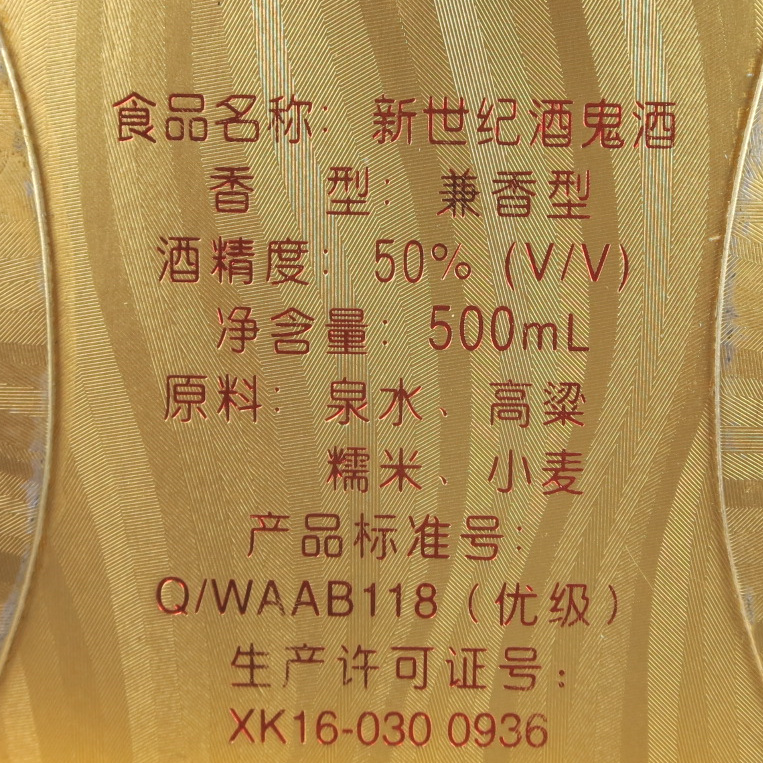 食品名称：新世纪酒鬼酒
香 型：兼香型
酒精度：50% (V/V)
净含量：500mL
原料：泉水、高粱
糯米、小麦
产品标准号：
Q/WAAB118（优级）
生产许可证号：
XK16-030 0936